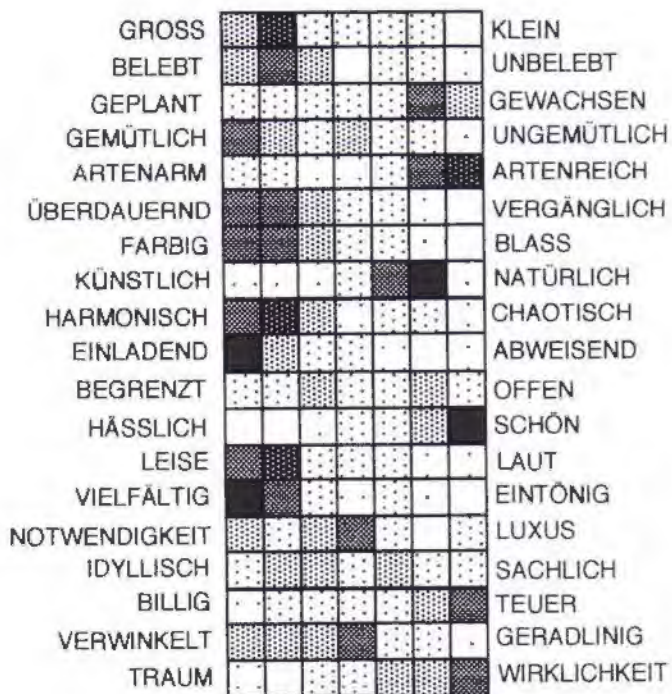 GROSS KLEIN
BELEBT UNBELEBT
GEPLANT GEWACHSEN
GEMÜTLICH UNGEMÜTLICH
ARTENARM ARTENREICH
ÜBERDAUERND VERGÄNGLICH
FARBIG BLASS
KÜNSTLICH NATÜRLICH
HARMONISCH CHAOTISCH
EINLADEND ABWEISEND
BEGRENZT OFFEN
HÄSSLICH SCHÖN
LEISE LAUT
VIELFÄLTIG EINTÖNIG
NOTWENDIGKEIT LUXUS
IDYLLISCH SACHLICH
BILLIG TEUER
VERWINKELT GERADLINIG
TRAUM WIRKLICHKEIT